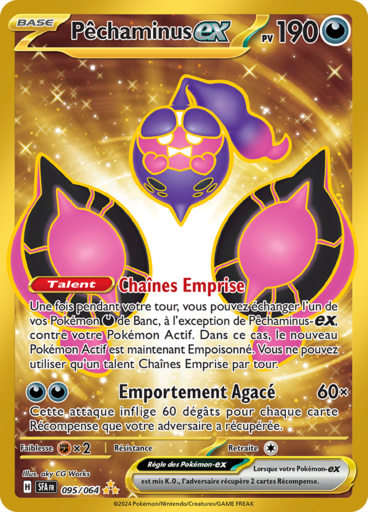 BASE Pêchaminus ex PV 190
Talent Chaînes Emprise
Une fois pendant votre tour, vous pouvez échanger l'un de
vos Pokémon de Banc, à l'exception de Pêchaminus-ex
contre votre Pokémon Actif. Dans ce cas, le nouveau
Pokémon Actif est maintenant Empoisonné. Vous ne pouvez
utiliser qu'un talent Chaînes Emprise par tour.
Emportement Agacé 60×
Cette attaque inflige 60 dégâts pour chaque carte
Récompense que votre adversaire a récupérée.
Faiblesse ×2 Résistance Retraite
Illus. aky CG Works
Règle des Pokémon-ex Lorsque votre Pokémon-ex
est mis K.O., l'adversaire récupère 2 cartes Récompense.
H SFA FR 095/064
©2024 Pokémon/Nintendo/Creatures/GAME FREAK